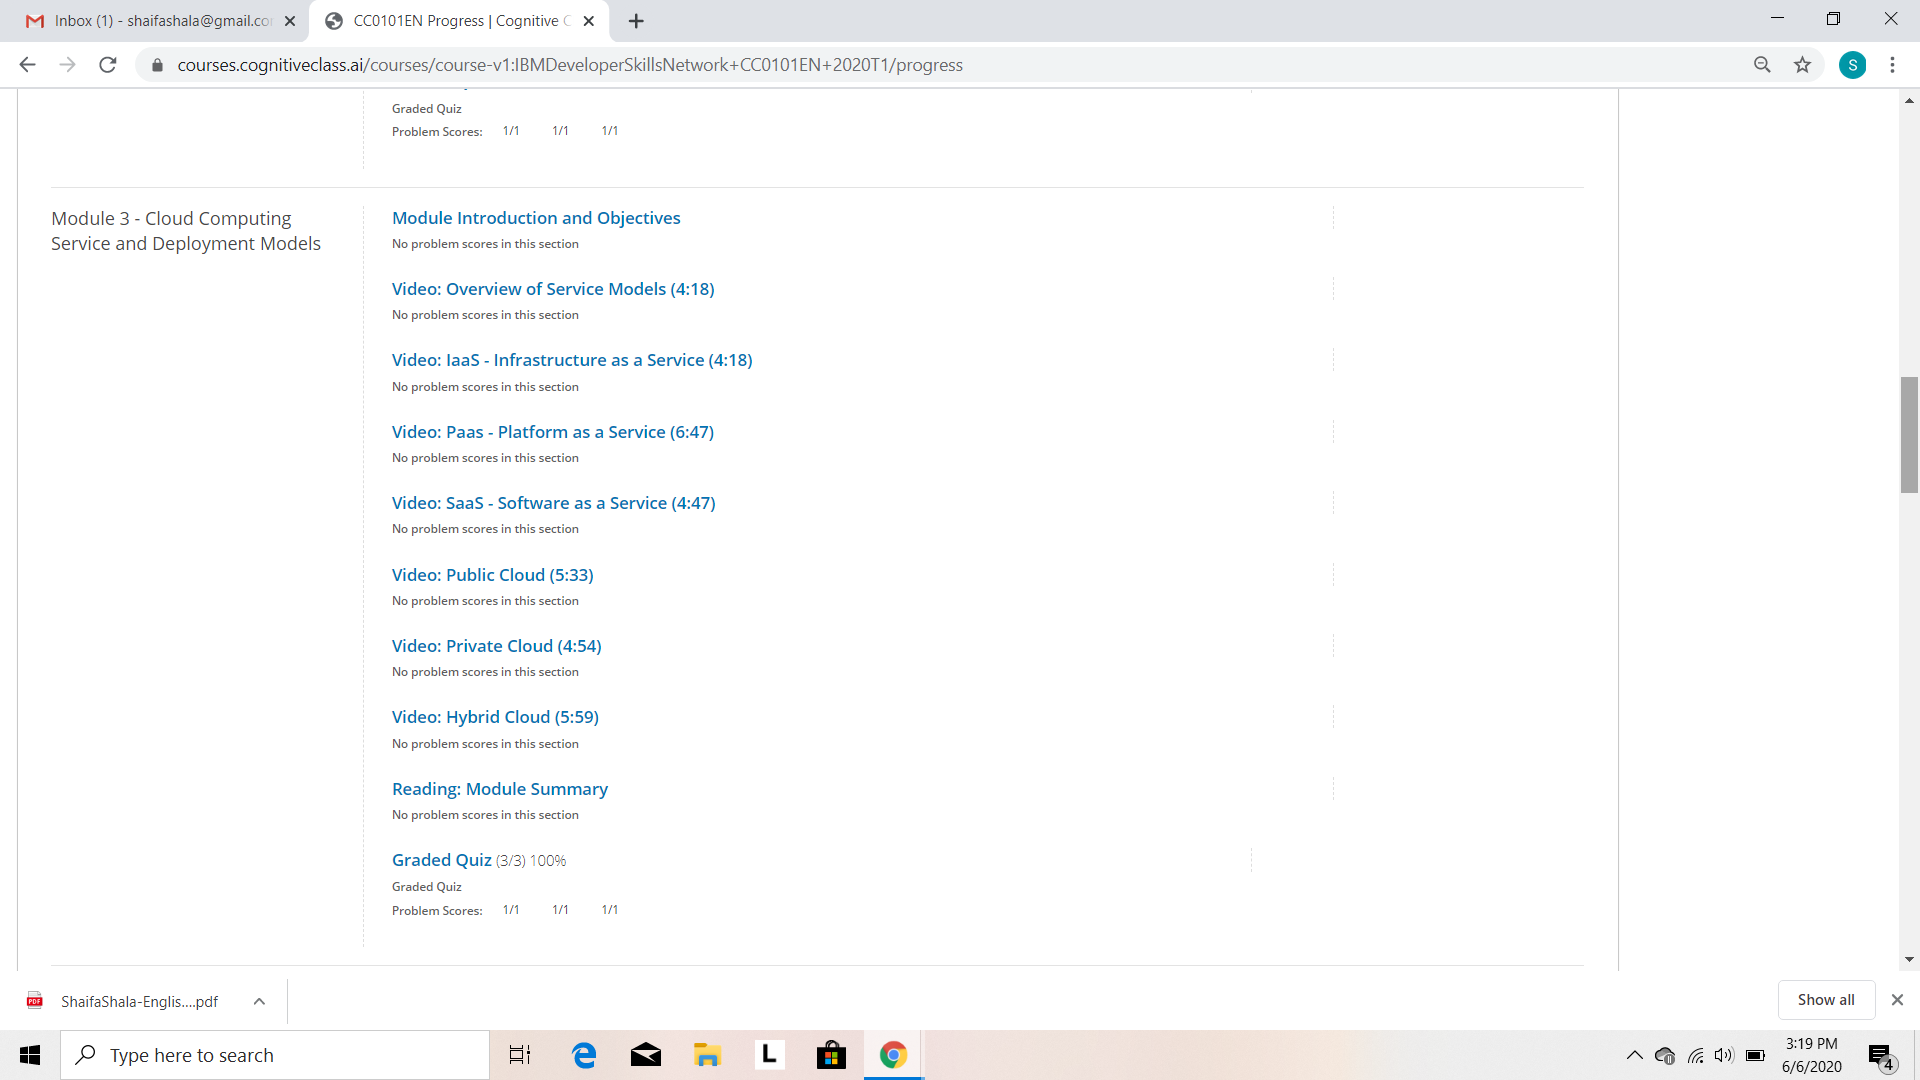 Inbox (1) - shaifashala@gmail.co
CC0101EN Progress | Cognitive C
courses.cognitiveclass.ai/courses/course-v1:IBMDeveloperSkillsNetwork+CC0101EN+2020T1/progress
S
Graded Quiz
Problem Scores: 1/1 1/1 1/1
Module 3 - Cloud Computing
Service and Deployment Models
Module Introduction and Objectives
No problem scores in this section
Video: Overview of Service Models (4:18)
No problem scores in this section
Video: IaaS - Infrastructure as a Service (4:18)
No problem scores in this section
Video: Paas - Platform as a Service (6:47)
No problem scores in this section
Video: SaaS - Software as a Service (4:47)
No problem scores in this section
Video: Public Cloud (5:33)
No problem scores in this section
Video: Private Cloud (4:54)
No problem scores in this section
Video: Hybrid Cloud (5:59)
No problem scores in this section
Reading: Module Summary
No problem scores in this section
Graded Quiz (3/3) 100%
Graded Quiz
Problem Scores: 1/1 1/1 1/1
PDF
ShaifaShala-Englis....pdf
Show all
Type here to search
L
3:19 PM
6/6/2020
4